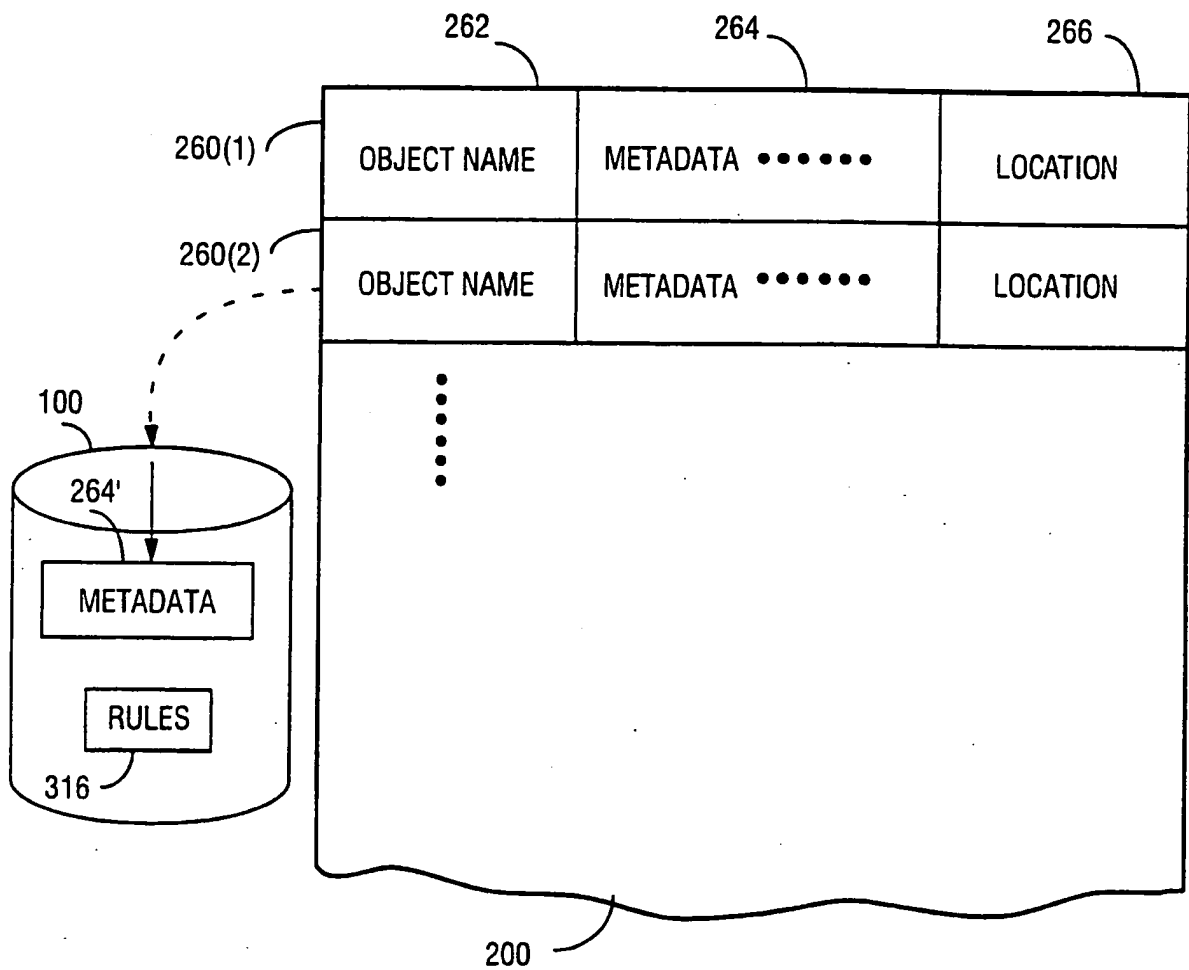 262 264 266
260(1)
OBJECT NAME METADATA •••••• LOCATION
260(2)
OBJECT NAME METADATA •••••• LOCATION
100
264'
METADATA
RULES
316
200